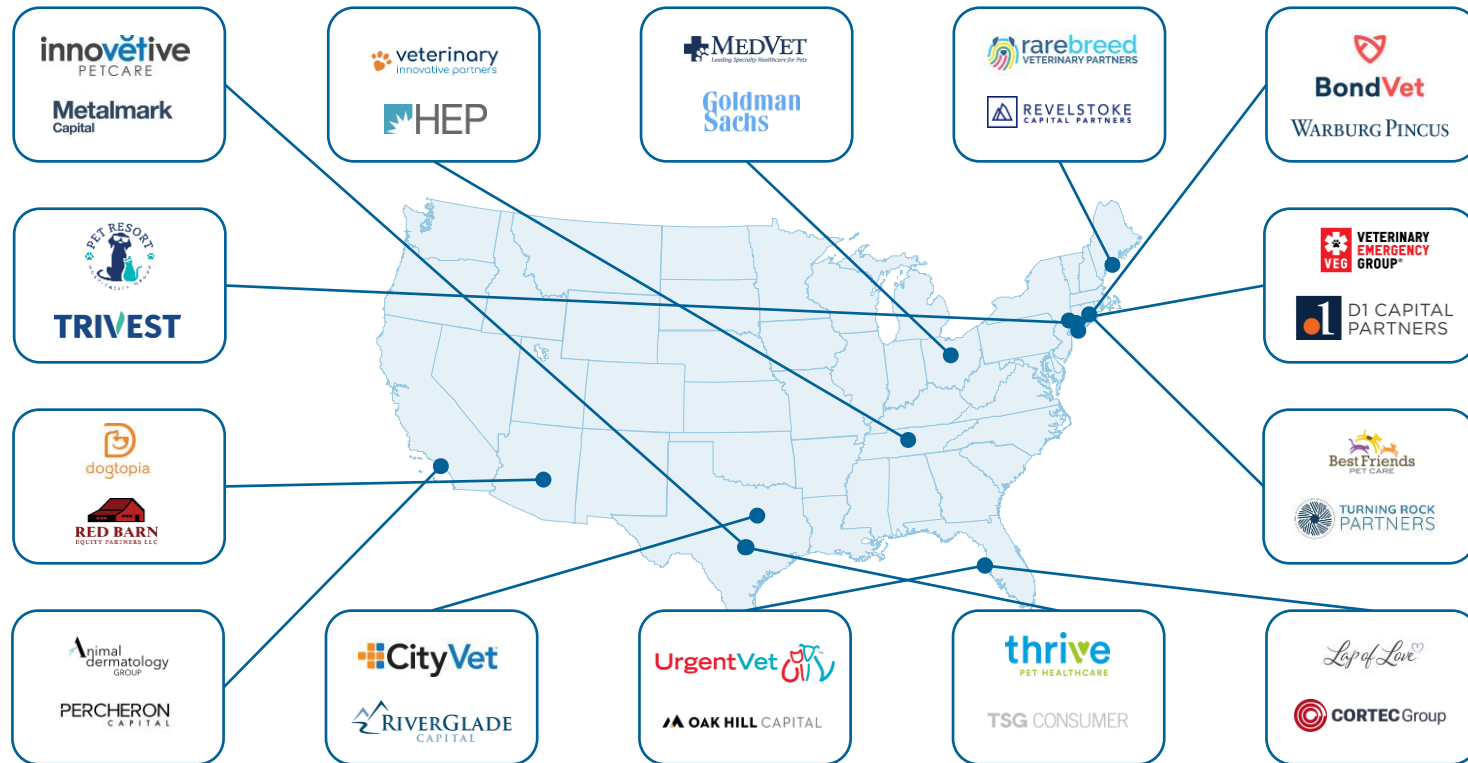 innovĕtive
PETCARE
Metalmark
Capital
veterinary
innovative partners
HEP
MEDVET
Leading Specialty Healthcare for Pets
Goldman
Sachs
rarebreed
VETERINARY PARTNERS
REVELSTOKE
CAPITAL PARTNERS
BondVet
WARBURG PINCUS
PET RESORT
HOSPITALITY GROUP
TRIVEST
VEG
VETERINARY
EMERGENCY
GROUP®
D1 CAPITAL
PARTNERS
dogtopia
RED BARN
EQUITY PARTNERS LLC
Best Friends
PET CARE
TURNING ROCK
PARTNERS
Animal
dermatology
GROUP
PERCHERON
CAPITAL
CityVet
RIVERGLADE
CAPITAL
UrgentVet
OAK HILL CAPITAL
thrive
PET HEALTHCARE
TSG CONSUMER
Lap of Love
CORTEC Group